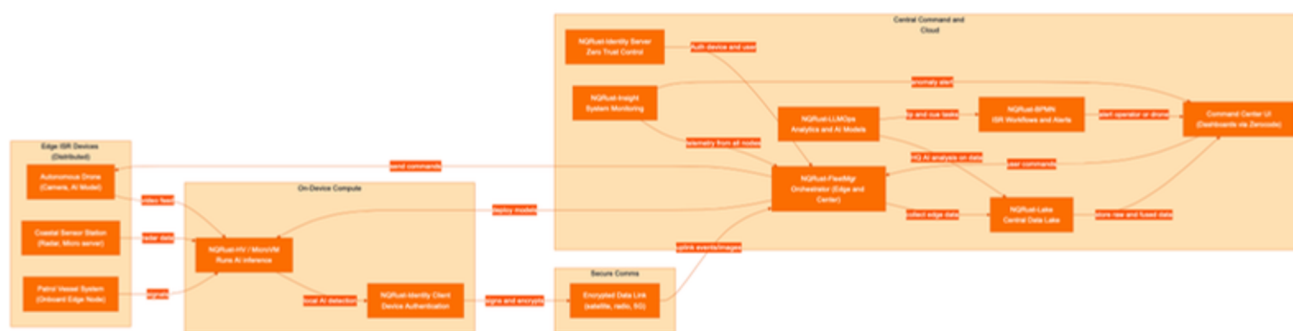 Central Command and
Cloud
NQRust-Identity Server
Zero Trust Control
Auth device and user
NQRust-Insight
System Monitoring
anomaly alert
NQRust-LLMOps
Analytics and AI Models
tip and cue tasks
NQRust-BPMN
ISR Workflows and Alerts
alert operator or drone
Command Center UI
(Dashboards via Zerocode)
telemetry from all nodes
HQ AI analysis on data
user commands
NQRust-FleetMgr
Orchestrator (Edge and
Center)
collect edge data
NQRust-Lake
Central Data Lake
store raw and fused data
Edge ISR Devices
(Distributed)
Autonomous Drone
(Camera, AI Model)
send commands
video feed
Coastal Sensor Station
(Radar, Micro server)
radar data
Patrol Vessel System
(Onboard Edge Node)
signals
On-Device Compute
deploy models
NQRust-HV / MicroVM
Runs AI Inference
local AI detection
NQRust-Identity Client
Device Authentication
signs and encrypts
uplink events/images
Secure Comms
Encrypted Data Link
(satellite, radio, 5G)